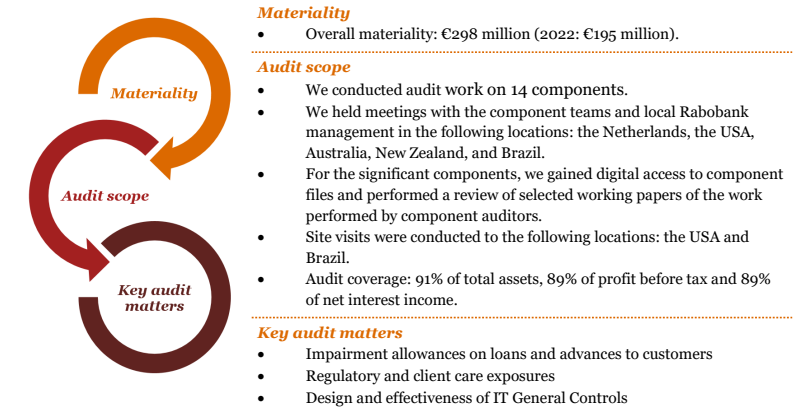 Materiality
Audit scope
Key audit
matters
Materiality
• Overall materiality: €298 million (2022: €195 million).
Audit scope
• We conducted audit work on 14 components.
• We held meetings with the component teams and local Rabobank
management in the following locations: the Netherlands, the USA,
Australia, New Zealand, and Brazil.
• For the significant components, we gained digital access to component
files and performed a review of selected working papers of the work
performed by component auditors.
• Site visits were conducted to the following locations: the USA and
Brazil.
• Audit coverage: 91% of total assets, 89% of profit before tax and 89%
of net interest income.
Key audit matters
• Impairment allowances on loans and advances to customers
• Regulatory and client care exposures
• Design and effectiveness of IT General Controls